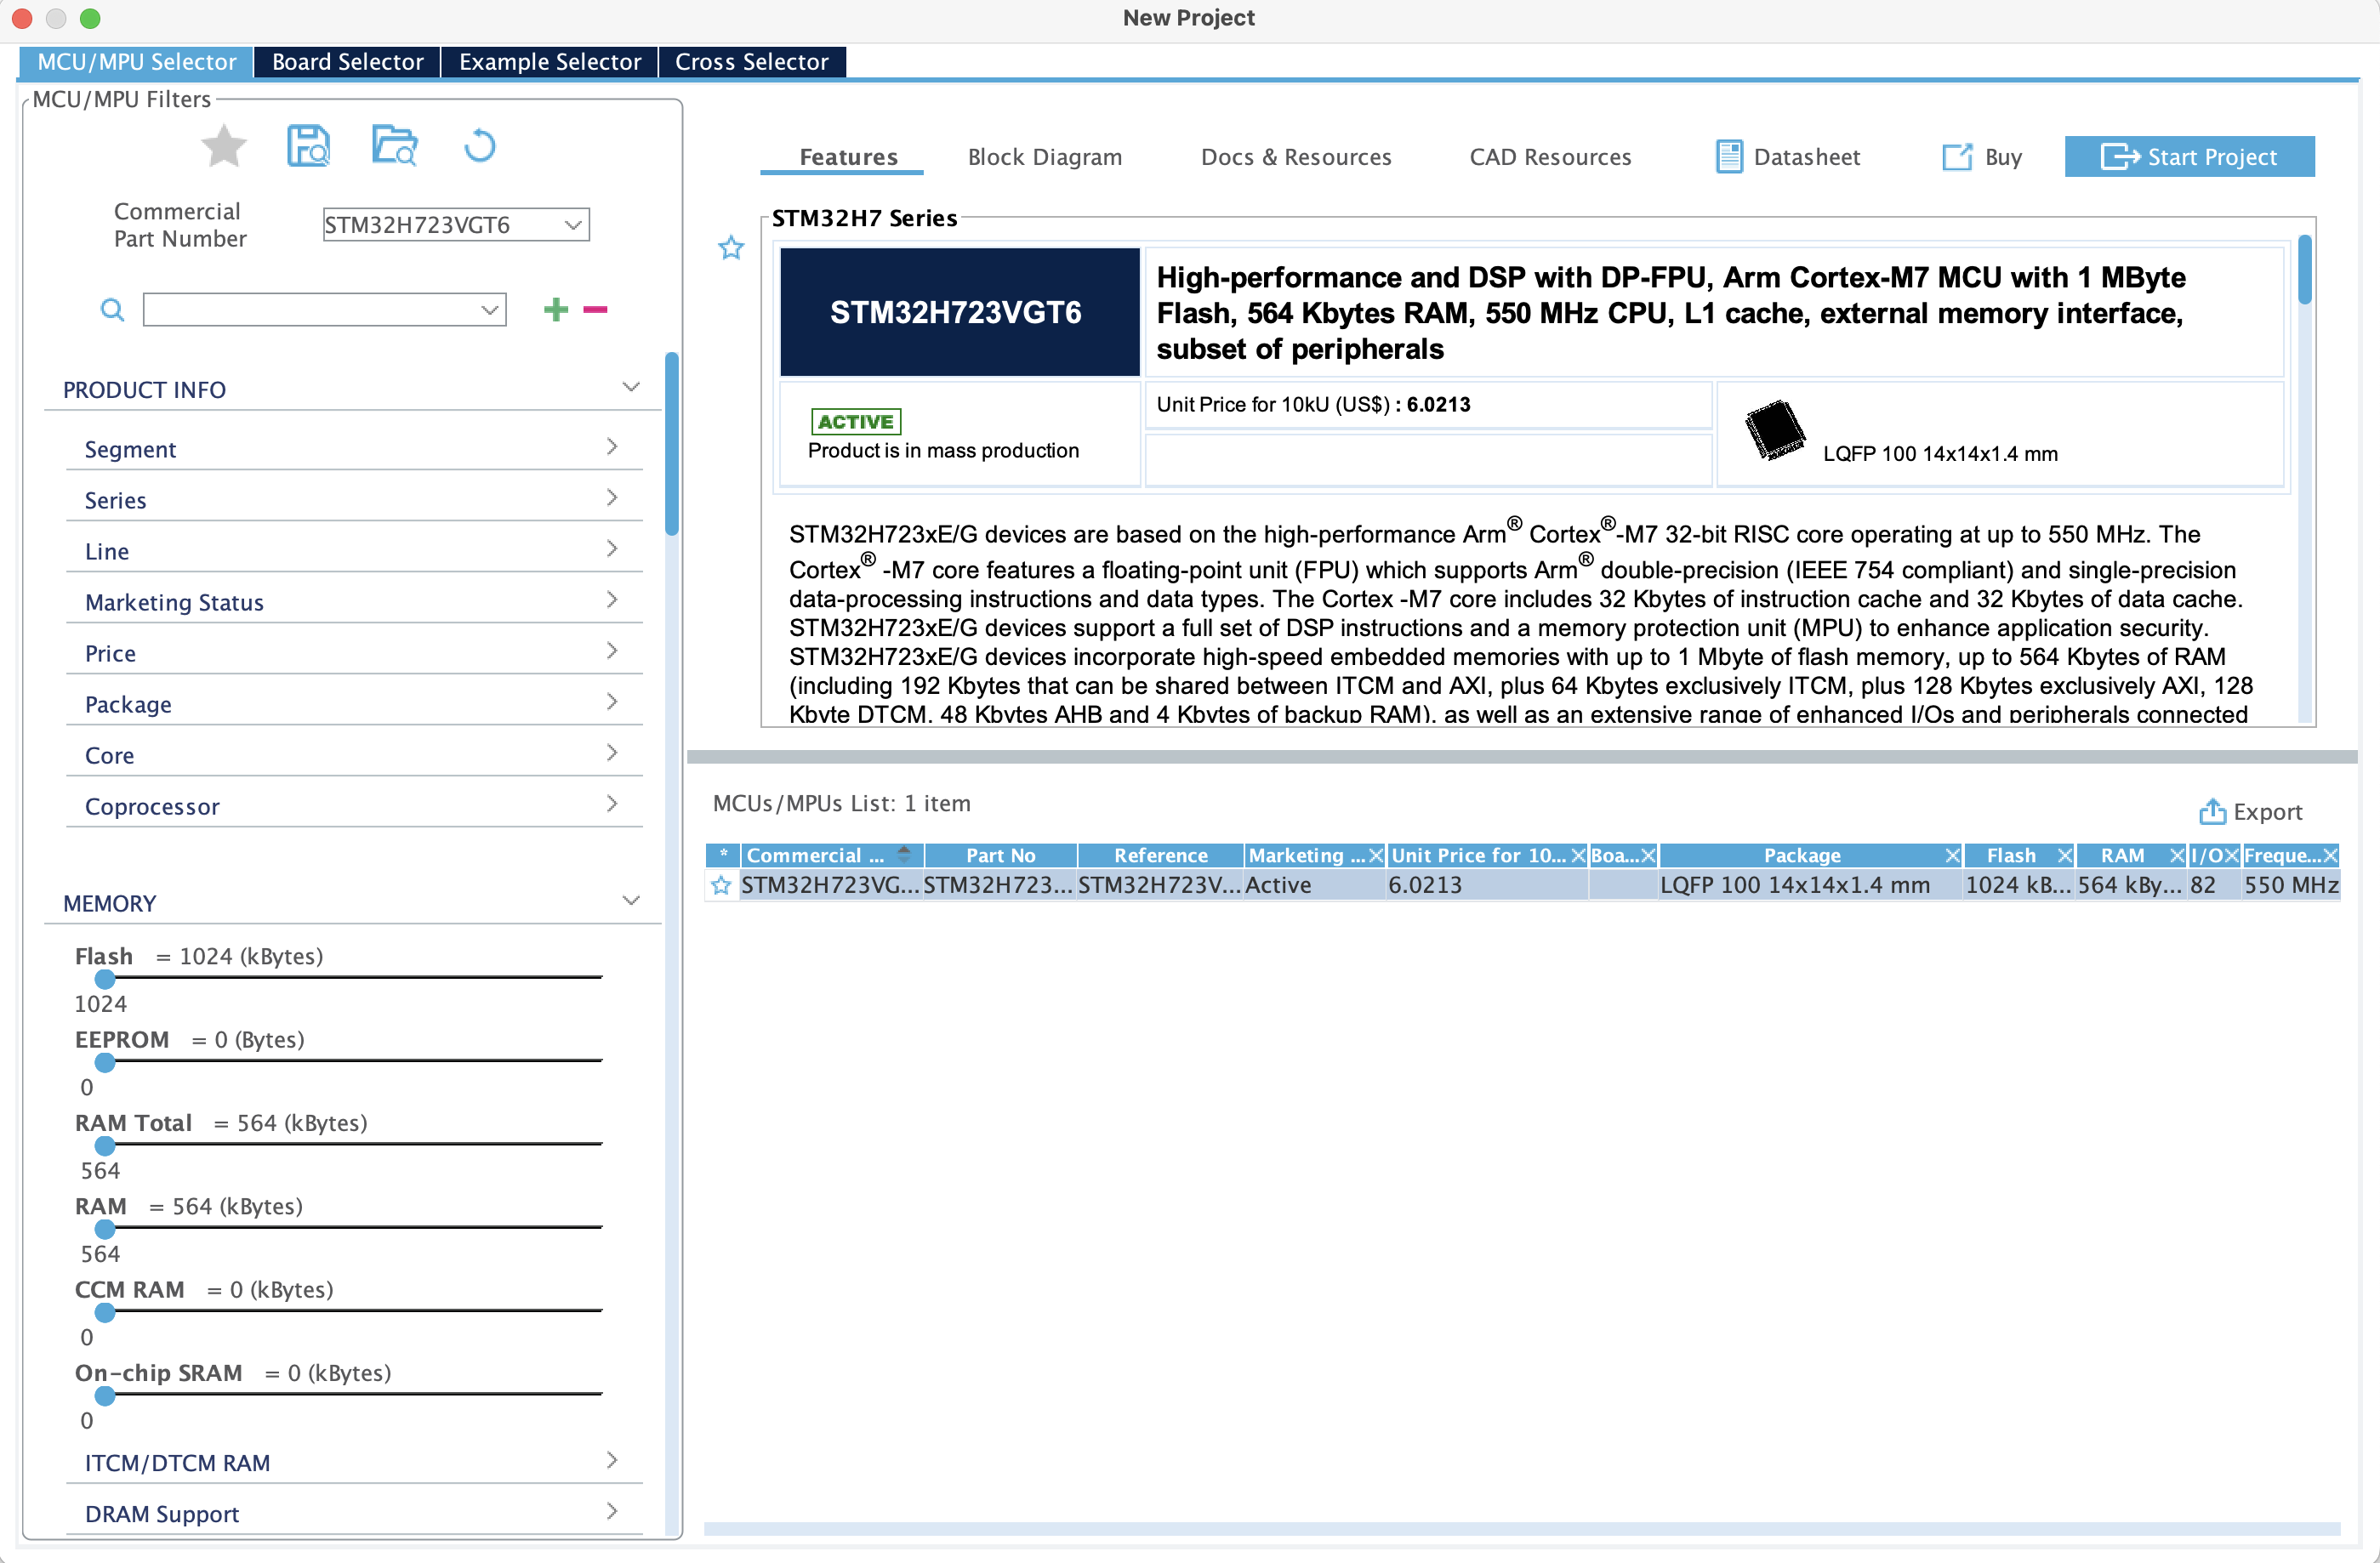 New Project
MCU/MPU Selector
Board Selector
Example Selector
Cross Selector
MCU/MPU Filters
Commercial
Part Number
STM32H723VGT6
PRODUCT INFO
Segment
Series
Line
Marketing Status
Price
Package
Core
Coprocessor
MEMORY
Flash = 1024 (kBytes)
1024
EEPROM = 0 (Bytes)
0
RAM Total = 564 (kBytes)
564
RAM = 564 (kBytes)
564
CCM RAM = 0 (kBytes)
0
On-chip SRAM = 0 (kBytes)
0
ITCM/DTCM RAM
DRAM Support
Features
Block Diagram
Docs & Resources
CAD Resources
Datasheet
Buy
Start Project
STM32H7 Series
STM32H723VGT6
High-performance and DSP with DP-FPU, Arm Cortex-M7 MCU with 1 MByte
Flash, 564 Kbytes RAM, 550 MHz CPU, L1 cache, external memory interface,
subset of peripherals
ACTIVE
Product is in mass production
Unit Price for 10kU (US$) : 6.0213
LQFP 100 14x14x1.4 mm
STM32H723xE/G devices are based on the high-performance Arm® Cortex®-M7 32-bit RISC core operating at up to 550 MHz. The
Cortex® -M7 core features a floating-point unit (FPU) which supports Arm® double-precision (IEEE 754 compliant) and single-precision
data-processing instructions and data types. The Cortex -M7 core includes 32 Kbytes of instruction cache and 32 Kbytes of data cache.
STM32H723xE/G devices support a full set of DSP instructions and a memory protection unit (MPU) to enhance application security.
STM32H723xE/G devices incorporate high-speed embedded memories with up to 1 Mbyte of flash memory, up to 564 Kbytes of RAM
(including 192 Kbytes that can be shared between ITCM and AXI, plus 64 Kbytes exclusively ITCM, plus 128 Kbytes exclusively AXI, 128
Kbyte DTCM, 48 Kbytes AHB and 4 Kbytes of backup RAM), as well as an extensive range of enhanced I/Os and peripherals connected
MCUs/MPUs List: 1 item
Export
* Commercial ... Part No Reference Marketing ... Unit Price for 10... Boa... Package Flash RAM I/O Freque...
STM32H723VG... STM32H723... STM32H723V... Active 6.0213 LQFP 100 14x14x1.4 mm 1024 kB... 564 kBy... 82 550 MHz